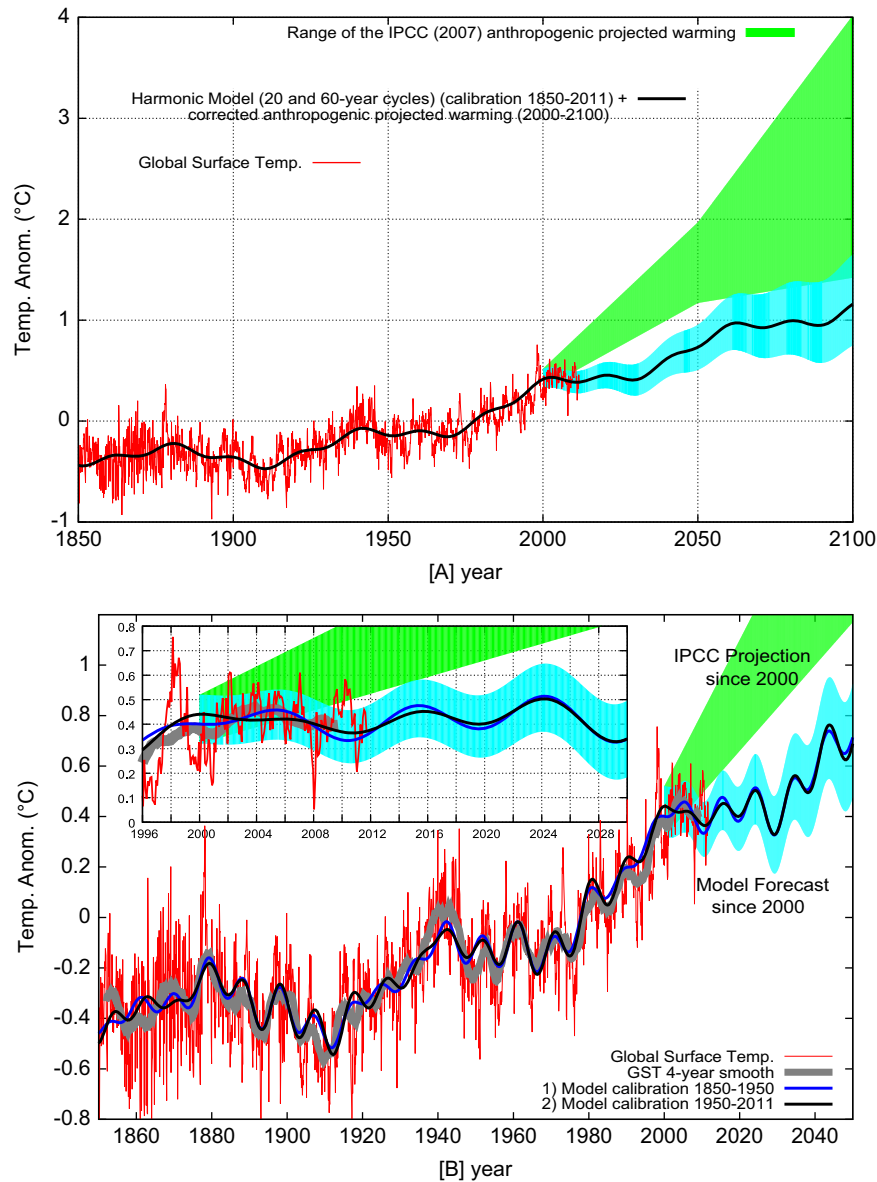 4
3
2
1
0
-1
Temp. Anom. (°C)
Range of the IPCC (2007) anthropogenic projected warming
Harmonic Model (20 and 60-year cycles) (calibration 1850-2011) +
corrected anthropogenic projected warming (2000-2100)
Global Surface Temp.
1850 1900 1950 2000 2050 2100
[A] year
1
0.8
0.6
0.4
0.2
0
-0.2
-0.4
-0.6
-0.8
Temp. Anom. (°C)
0.8
0.7
0.6
0.5
0.4
0.3
0.2
0.1
0
1996 2000 2004 2008 2012 2016 2020 2024 2028
IPCC Projection
since 2000
Model Forecast
since 2000
Global Surface Temp.
GST 4-year smooth
1) Model calibration 1850-1950
2) Model calibration 1950-2011
1860 1880 1900 1920 1940 1960 1980 2000 2020 2040
[B] year